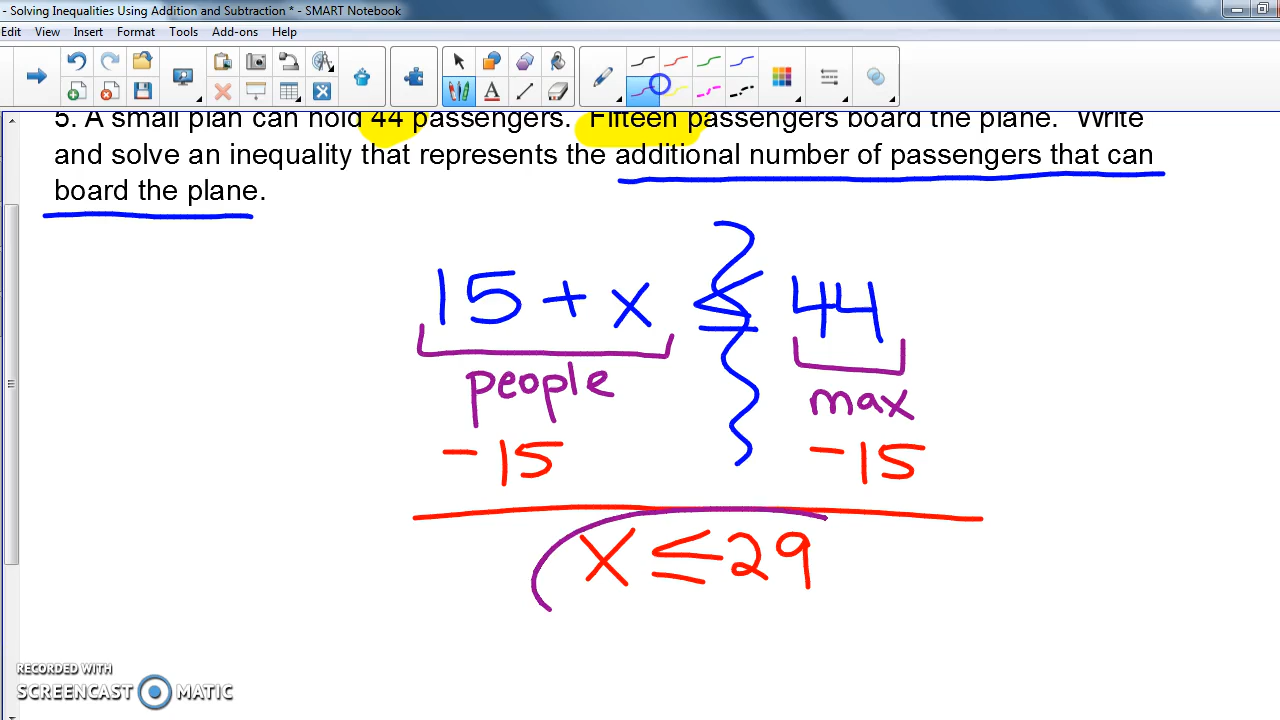 - Solving Inequalities Using Addition and Subtraction * - SMART Notebook
Edit View Insert Format Tools Add-ons Help
5. A small plan can hold 44 passengers. Fifteen passengers board the plane. Write
and solve an inequality that represents the additional number of passengers that can
board the plane.
15 + x ≤ 44
people max
-15 -15
x ≤ 29
RECORDED WITH
SCREENCAST MATIC